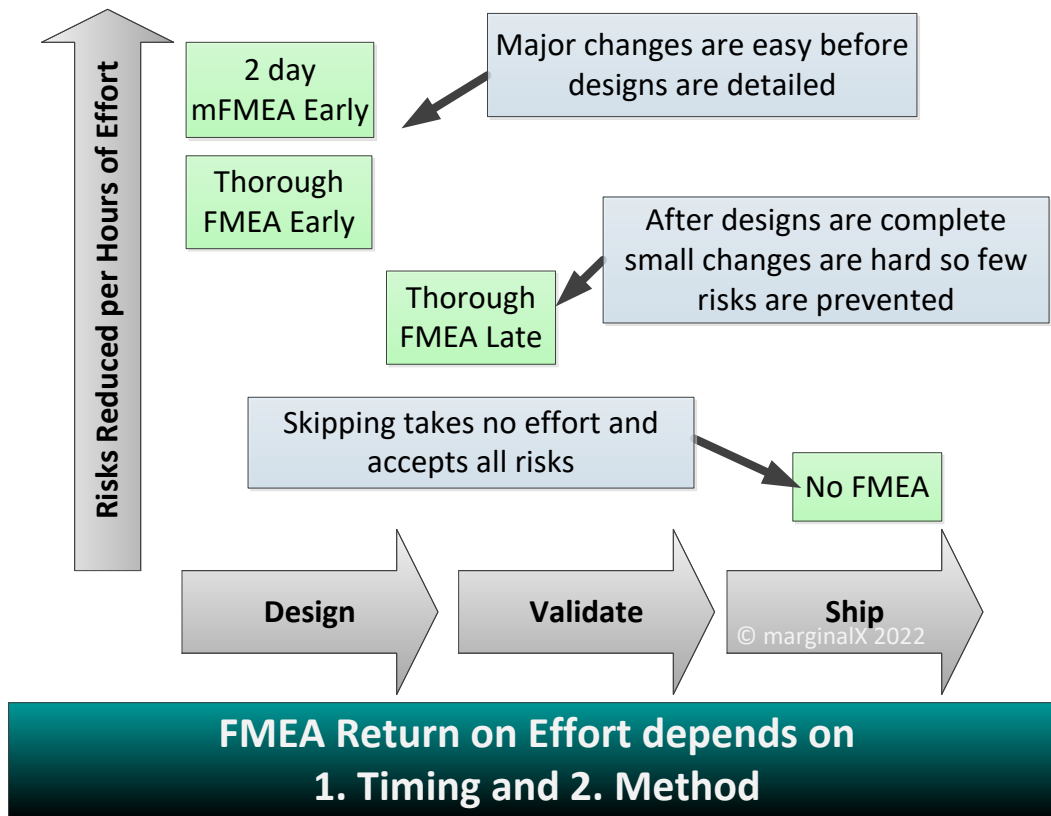 Risks Reduced per Hours of Effort
2 day
mFMEA Early
Major changes are easy before
designs are detailed
Thorough
FMEA Early
After designs are complete
small changes are hard so few
risks are prevented
Thorough
FMEA Late
Skipping takes no effort and
accepts all risks
No FMEA
Design
Validate
Ship
© marginalX 2022
FMEA Return on Effort depends on
1. Timing and 2. Method